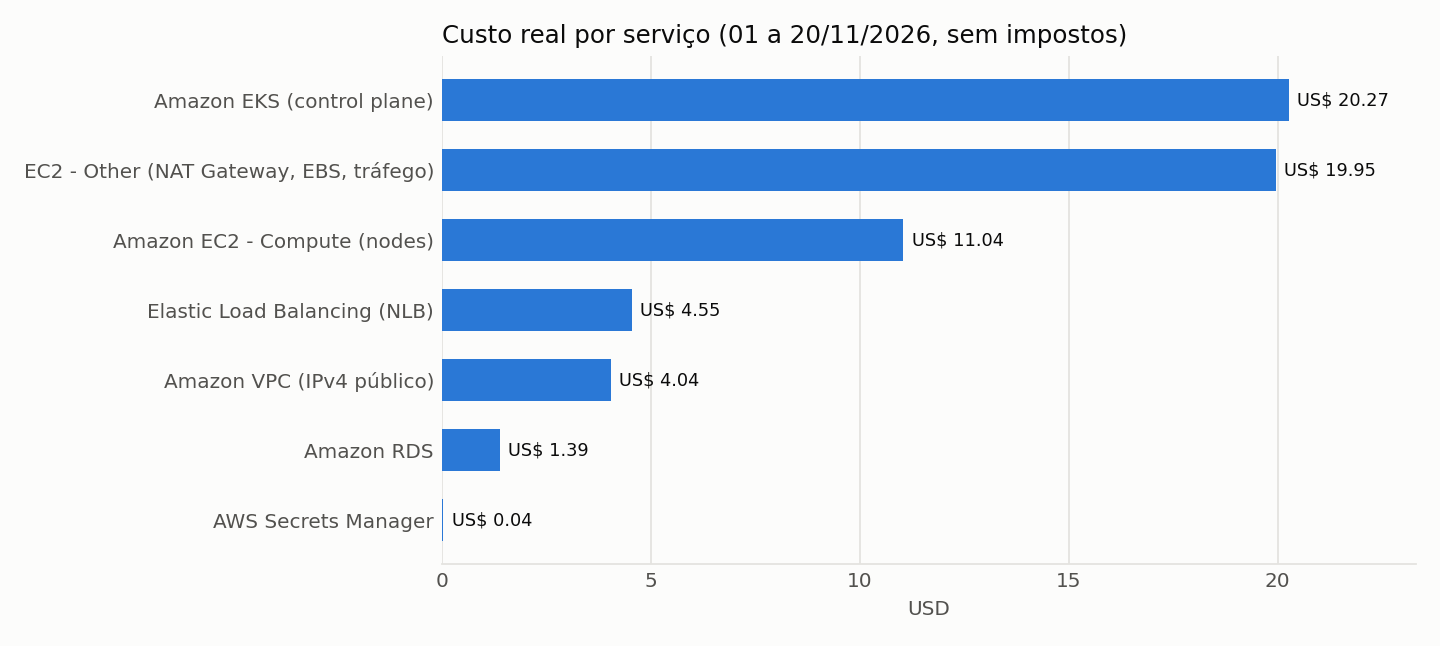 Custo real por serviço (01 a 20/11/2026, sem impostos)
Amazon EKS (control plane) US$ 20.27
EC2 - Other (NAT Gateway, EBS, tráfego) US$ 19.95
Amazon EC2 - Compute (nodes) US$ 11.04
Elastic Load Balancing (NLB) US$ 4.55
Amazon VPC (IPv4 público) US$ 4.04
Amazon RDS US$ 1.39
AWS Secrets Manager US$ 0.04
0 5 10 15 20
USD